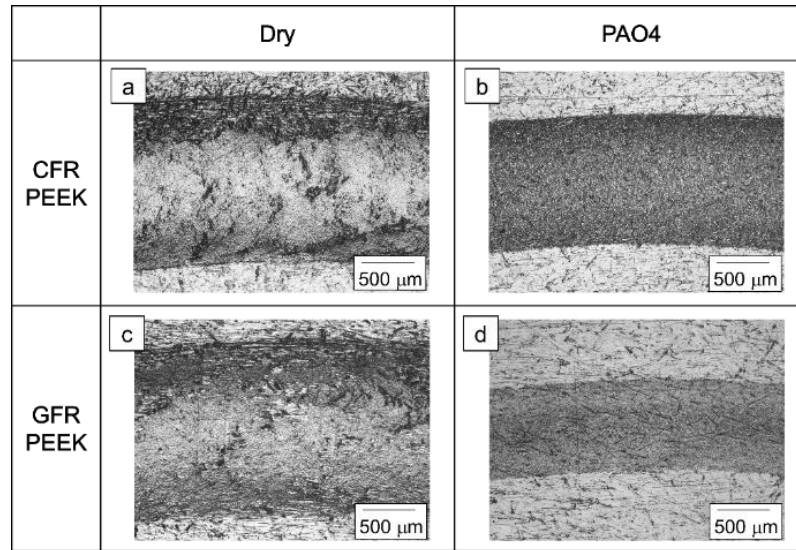 Dry
PAO4
CFR
PEEK
a
500 μm
b
500 μm
GFR
PEEK
c
500 μm
d
500 μm